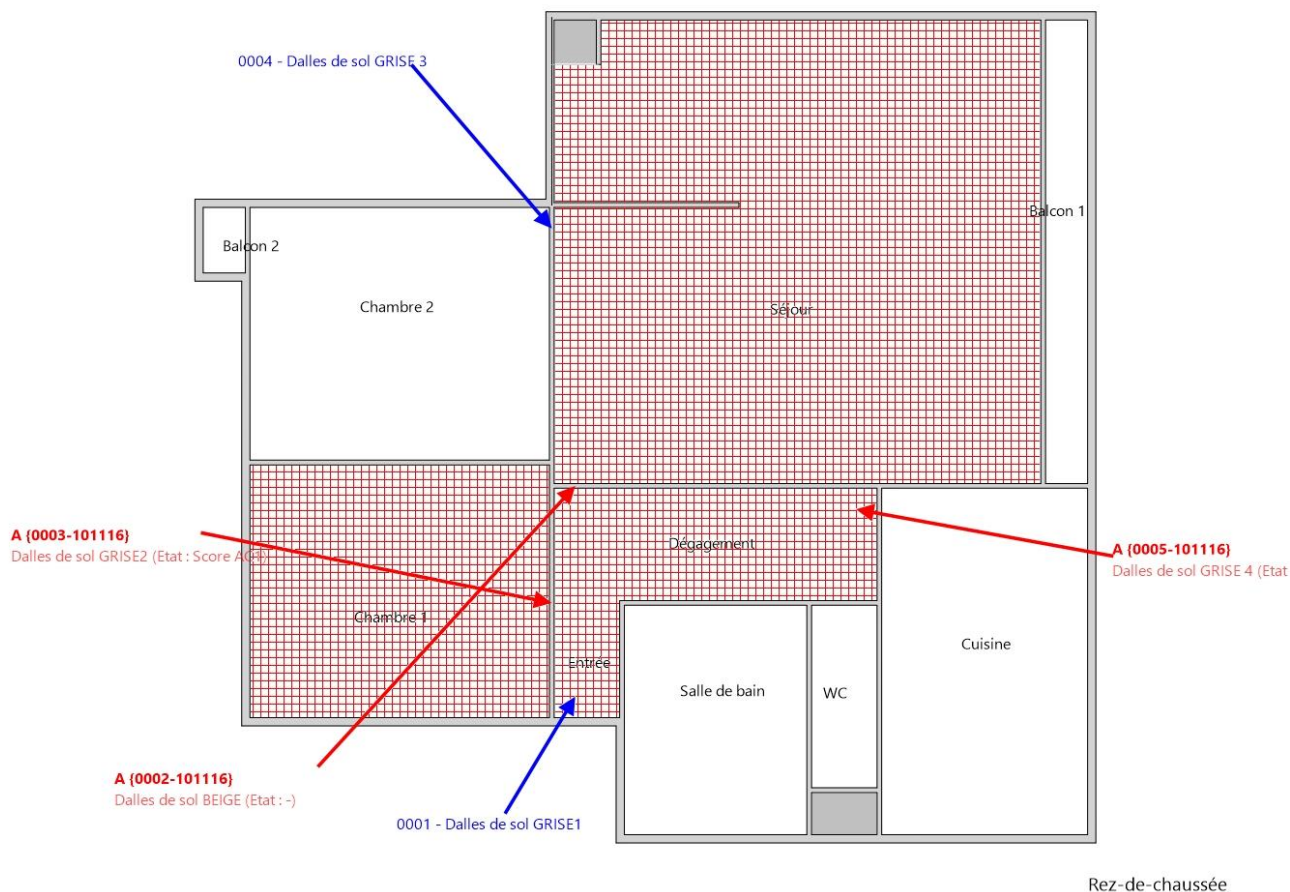 0004 - Dalles de sol GRISE 3
Balcon 1
Balcon 2
Chambre 2
Séjour
A {0003-101116}
Dalles de sol GRISE2 (Etat : Score AC1)
Dégagement
A {0005-101116}
Dalles de sol GRISE 4 (Etat
Chambre 1
Cuisine
Entrée
Salle de bain
WC
A {0002-101116}
Dalles de sol BEIGE (Etat : -)
0001 - Dalles de sol GRISE1
Rez-de-chaussée